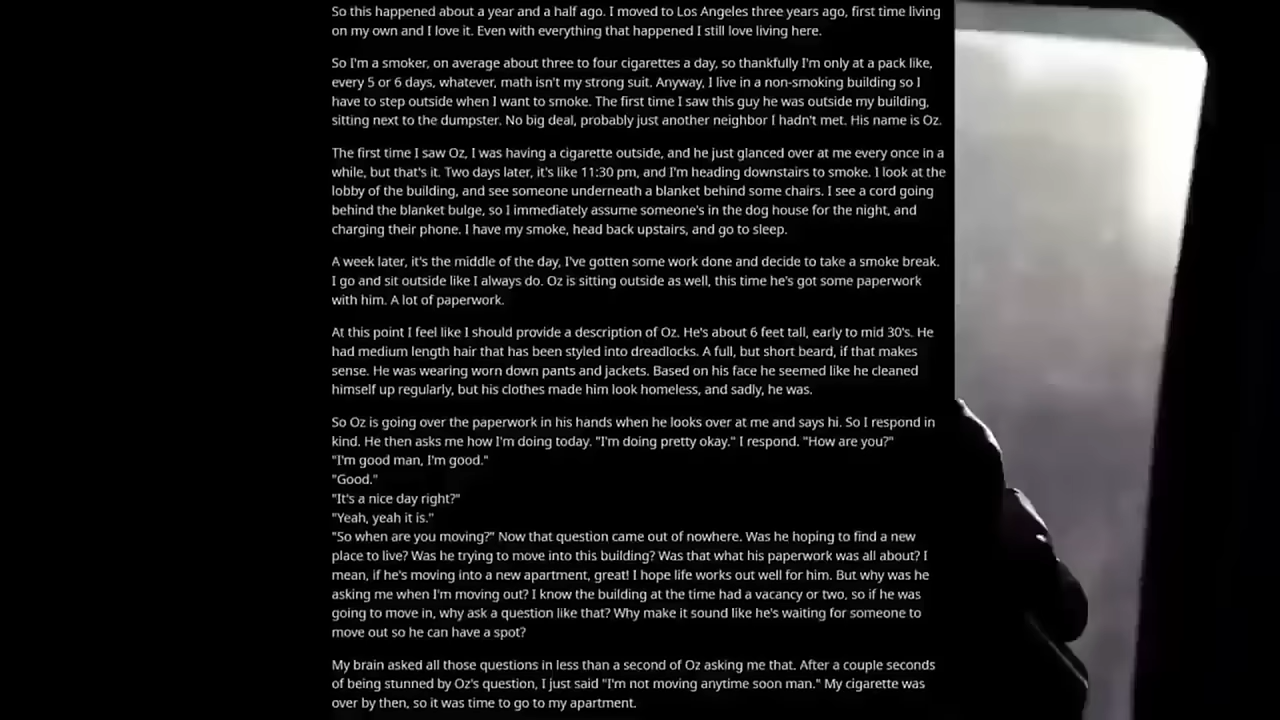 So this happened about a year and a half ago. I moved to Los Angeles three years ago, first time living
on my own and I love it. Even with everything that happened I still love living here.
So I'm a smoker, on average about three to four cigarettes a day, so thankfully I'm only at a pack like,
every 5 or 6 days, whatever, math isn't my strong suit. Anyway, I live in a non-smoking building so I
have to step outside when I want to smoke. The first time I saw this guy he was outside my building,
sitting next to the dumpster. No big deal, probably just another neighbor I hadn't met. His name is Oz.
The first time I saw Oz, I was having a cigarette outside, and he just glanced over at me every once in a
while, but that's it. Two days later, it's like 11:30 pm, and I'm heading downstairs to smoke. I look at the
lobby of the building, and see someone underneath a blanket behind some chairs. I see a cord going
behind the blanket bulge, so I immediately assume someone's in the dog house for the night, and
charging their phone. I have my smoke, head back upstairs, and go to sleep.
A week later, it's the middle of the day, I've gotten some work done and decide to take a smoke break.
I go and sit outside like I always do. Oz is sitting outside as well, this time he's got some paperwork
with him. A lot of paperwork.
At this point I feel like I should provide a description of Oz. He's about 6 feet tall, early to mid 30's. He
had medium length hair that has been styled into dreadlocks. A full, but short beard, if that makes
sense. He was wearing worn down pants and jackets. Based on his face he seemed like he cleaned
himself up regularly, but his clothes made him look homeless, and sadly, he was.
So Oz is going over the paperwork in his hands when he looks over at me and says hi. So I respond in
kind. He then asks me how I'm doing today. "I'm doing pretty okay." I respond. "How are you?"
"I'm good man, I'm good."
"Good."
"It's a nice day right?"
"Yeah, yeah it is."
"So when are you moving?" Now that question came out of nowhere. Was he hoping to find a new
place to live? Was he trying to move into this building? Was that what his paperwork was all about? I
mean, if he's moving into a new apartment, great! I hope life works out well for him. But why was he
asking me when I'm moving out? I know the building at the time had a vacancy or two, so if he was
going to move in, why ask a question like that? Why make it sound like he's waiting for someone to
move out so he can have a spot?
My brain asked all those questions in less than a second of Oz asking me that. After a couple seconds
of being stunned by Oz's question, I just said "I'm not moving anytime soon man." My cigarette was
over by then, so it was time to go to my apartment.